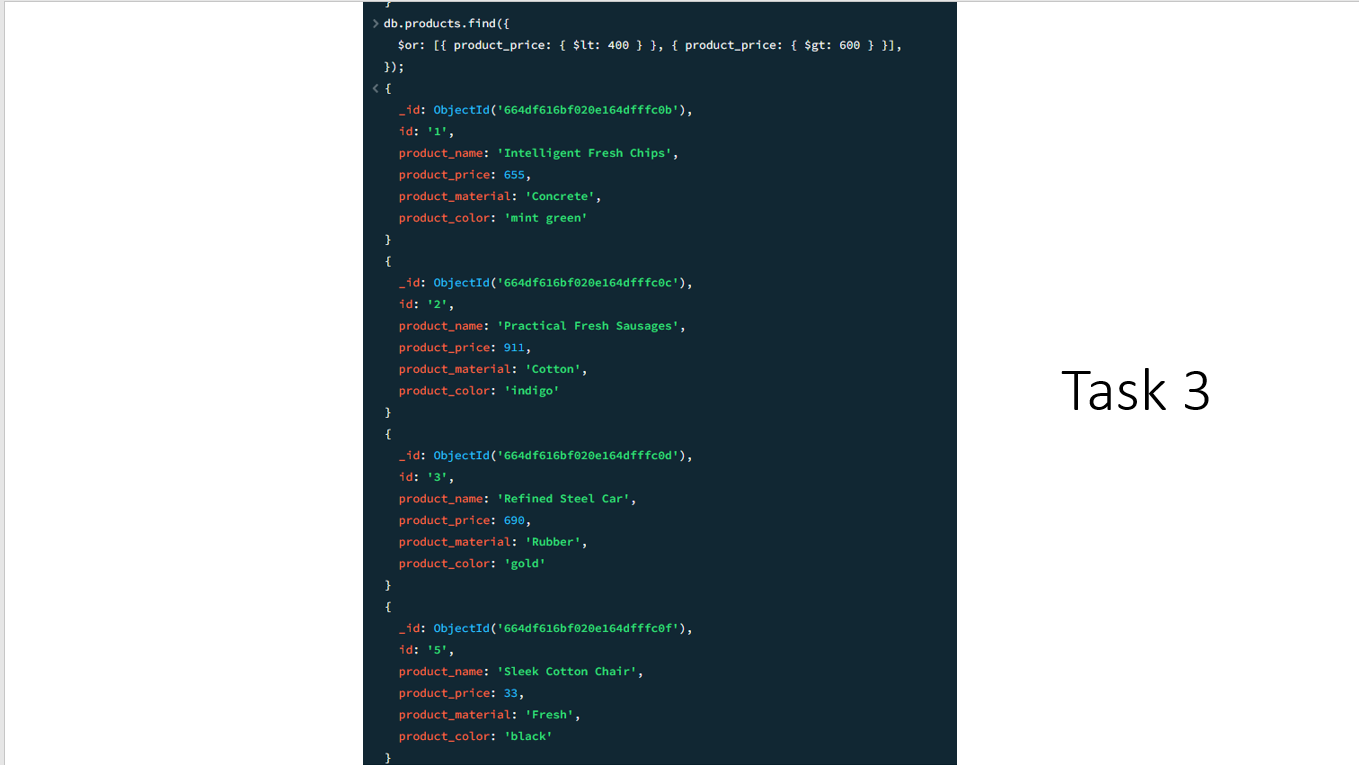 }
> db.products.find({
$or: [{ product_price: { $lt: 400 } }, { product_price: { $gt: 600 } }],
});
< {
_id: ObjectId('664df616bf020e164dfffc0b'),
id: '1',
product_name: 'Intelligent Fresh Chips',
product_price: 655,
product_material: 'Concrete',
product_color: 'mint green'
}
{
_id: ObjectId('664df616bf020e164dfffc0c'),
id: '2',
product_name: 'Practical Fresh Sausages',
product_price: 911,
product_material: 'Cotton',
product_color: 'indigo'
}
{
_id: ObjectId('664df616bf020e164dfffc0d'),
id: '3',
product_name: 'Refined Steel Car',
product_price: 690,
product_material: 'Rubber',
product_color: 'gold'
}
{
_id: ObjectId('664df616bf020e164dfffc0f'),
id: '5',
product_name: 'Sleek Cotton Chair',
product_price: 33,
product_material: 'Fresh',
product_color: 'black'
}
Task 3